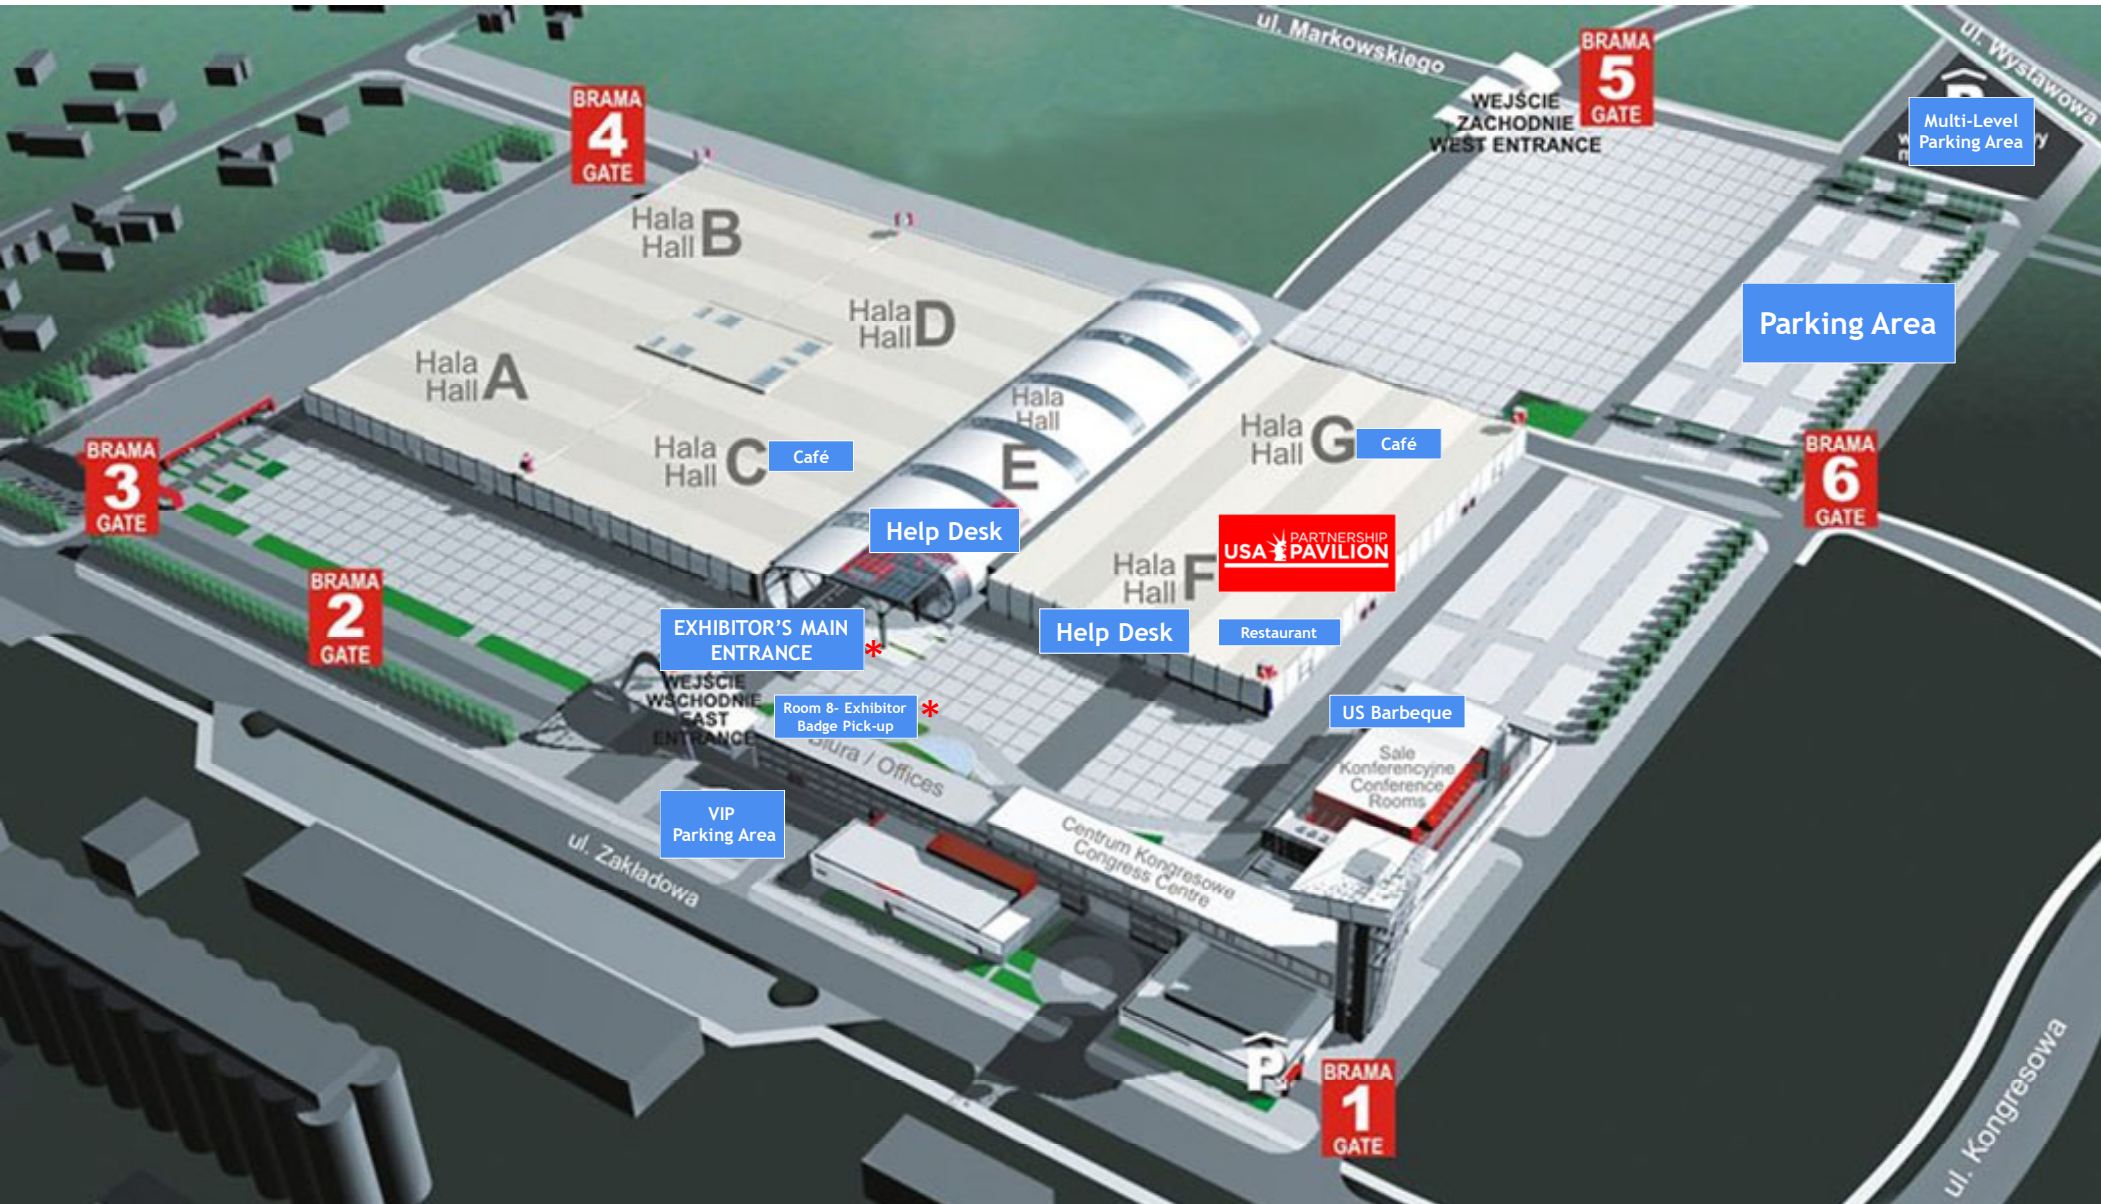 ul. Markowskiego
BRAMA
5
GATE
ul. Wystawowa
WEJŚCIE
ZACHODNIE
WEST ENTRANCE
Multi-Level
Parking Area
BRAMA
4
GATE
Hala
Hall B
Hala
Hall D
Parking Area
Hala
Hall A
Hala
Hall
E
Hala
Hall G
Café
Hala
Hall C
Café
BRAMA
3
GATE
BRAMA
6
GATE
Help Desk
USA PARTNERSHIP
PAVILION
Hala
Hall F
BRAMA
2
GATE
EXHIBITOR’S MAIN
ENTRANCE *
Help Desk
Restaurant
WEJŚCIE
WSCHODNIE
EAST
ENTRANCE
Room 8- Exhibitor
Badge Pick-up *
US Barbeque
Biura / Offices
Sale
Konferencyjne
Conference
Rooms
VIP
Parking Area
ul. Zakładowa
Centrum Kongresowe
Congress Centre
P
BRAMA
1
GATE
ul. Kongresowa